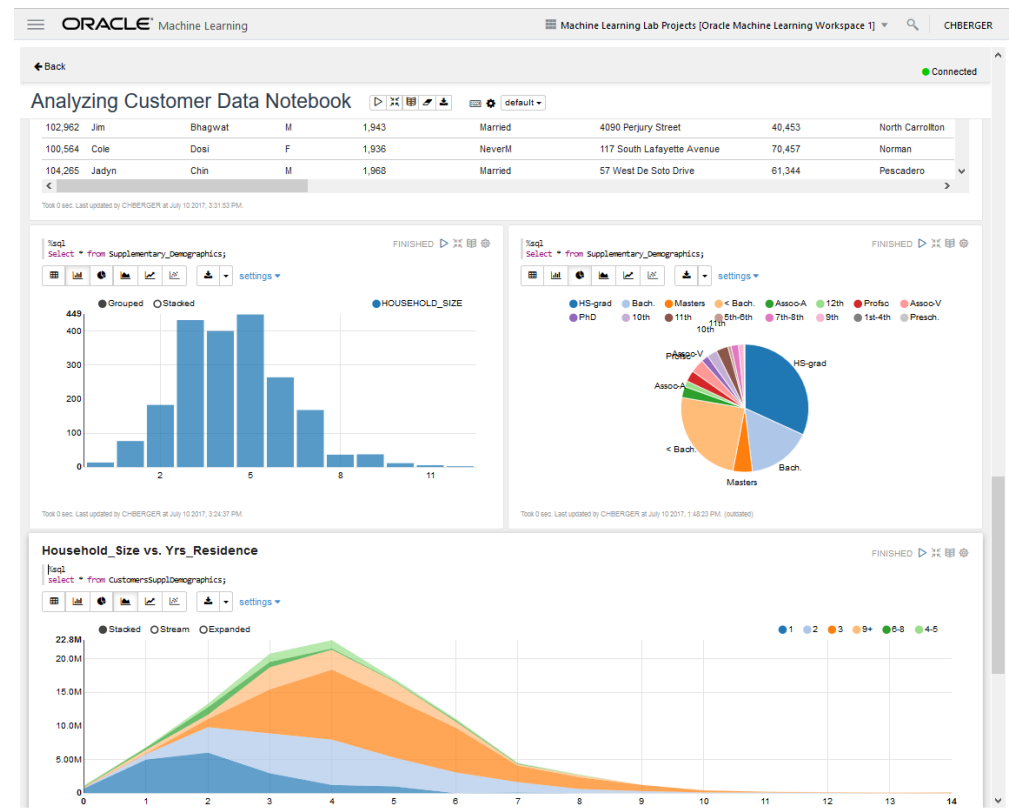 ORACLE Machine Learning
Machine Learning Lab Projects [Oracle Machine Learning Workspace 1]
CHBERGER
Back
Connected
Analyzing Customer Data Notebook
default
102,962 Jim Bhagwat M 1,943 Married 4090 Perjury Street 40,453 North Carrollton
100,564 Cole Dosi F 1,936 NeverM 117 South Lafayette Avenue 70,457 Norman
104,265 Jadyn Chin M 1,968 Married 57 West De Soto Drive 61,344 Pescadero
Took 0 sec. Last updated by CHBERGER at July 10 2017, 3:31:53 PM.
%sql
FINISHED
Select * from Supplementary_Demographics;
settings
Grouped Stacked HOUSEHOLD_SIZE
449
400
300
200
100
0
2 5 8 11
Took 0 sec. Last updated by CHBERGER at July 10 2017, 3:24:37 PM.
%sql
FINISHED
Select * from Supplementary_Demographics;
settings
HS-grad Bach. Masters < Bach. Assoc-A 12th Profsc Assoc-V
PhD 10th 11th 5th-6th 7th-8th 9th 1st-4th Presch.
11th
10th
Assoc-V
Profsc
HS-grad
Assoc-A
< Bach.
Bach.
Masters
Took 0 sec. Last updated by CHBERGER at July 10 2017, 1:48:23 PM. (outdated)
Household_Size vs. Yrs_Residence
FINISHED
%sql
select * from CustomersSupplDemographics;
settings
Stacked Stream Expanded 1 2 3 9+ 6-8 4-5
22.8M
20.0M
15.0M
10.0M
5.00M
0
0 1 2 3 4 5 6 7 8 9 10 11 12 13 14